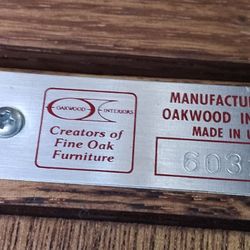 OAKWOOD INTERIORS
Creators of
Fine Oak
Furniture
MANUFACTU
OAKWOOD IN
MADE IN U
603